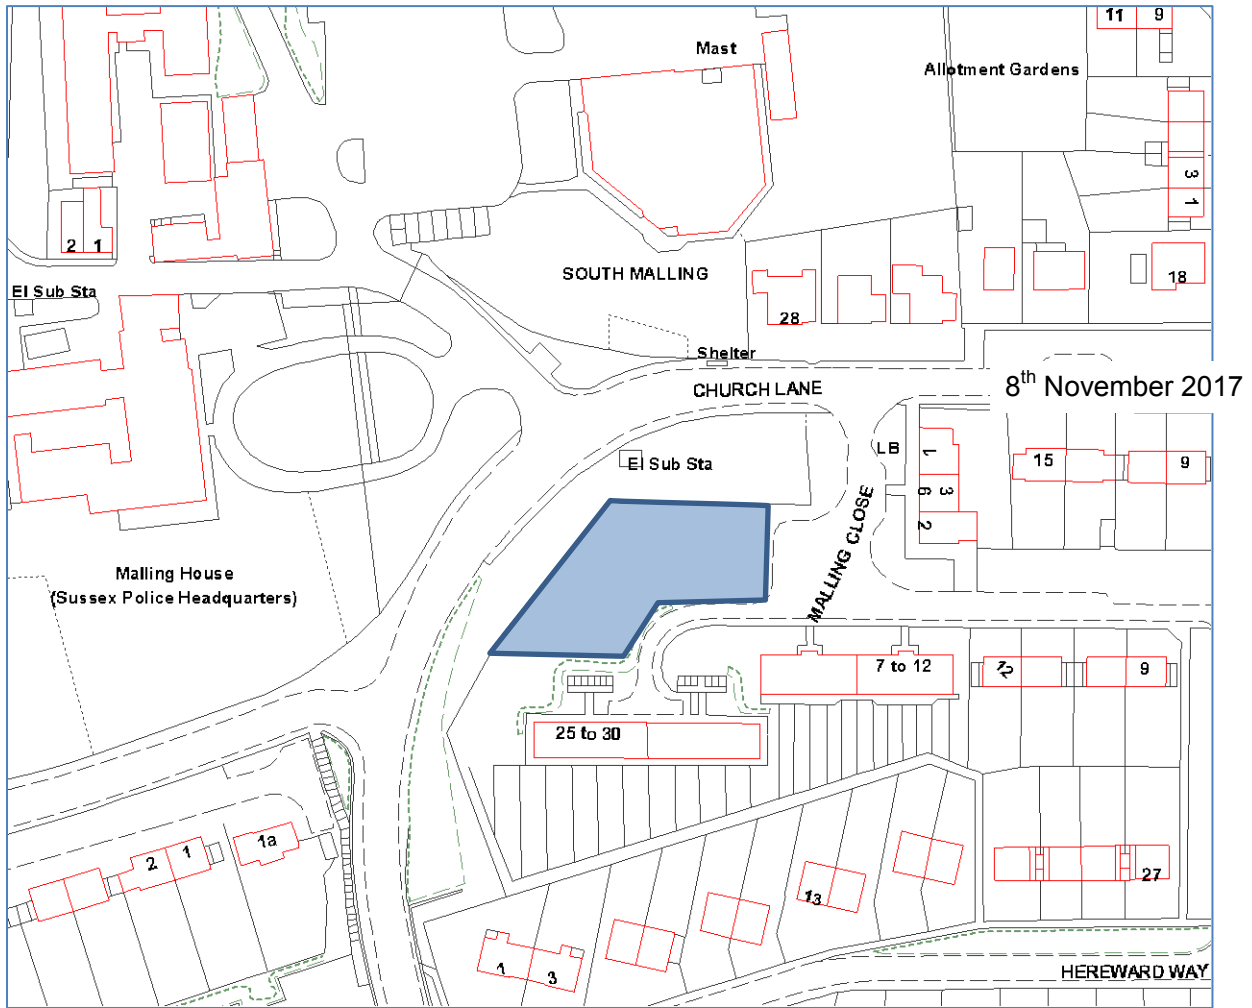 11 9
Mast
Allotment Gardens
3
1
2 1
El Sub Sta
SOUTH MALLING
28
18
Shelter
CHURCH LANE
8th November 2017
LB
1
3
6
2
15
9
El Sub Sta
MALLING CLOSE
Malling House
(Sussex Police Headquarters)
7 to 12
12
9
25 to 30
2 1
1a
13
27
1
3
HEREWARD WAY